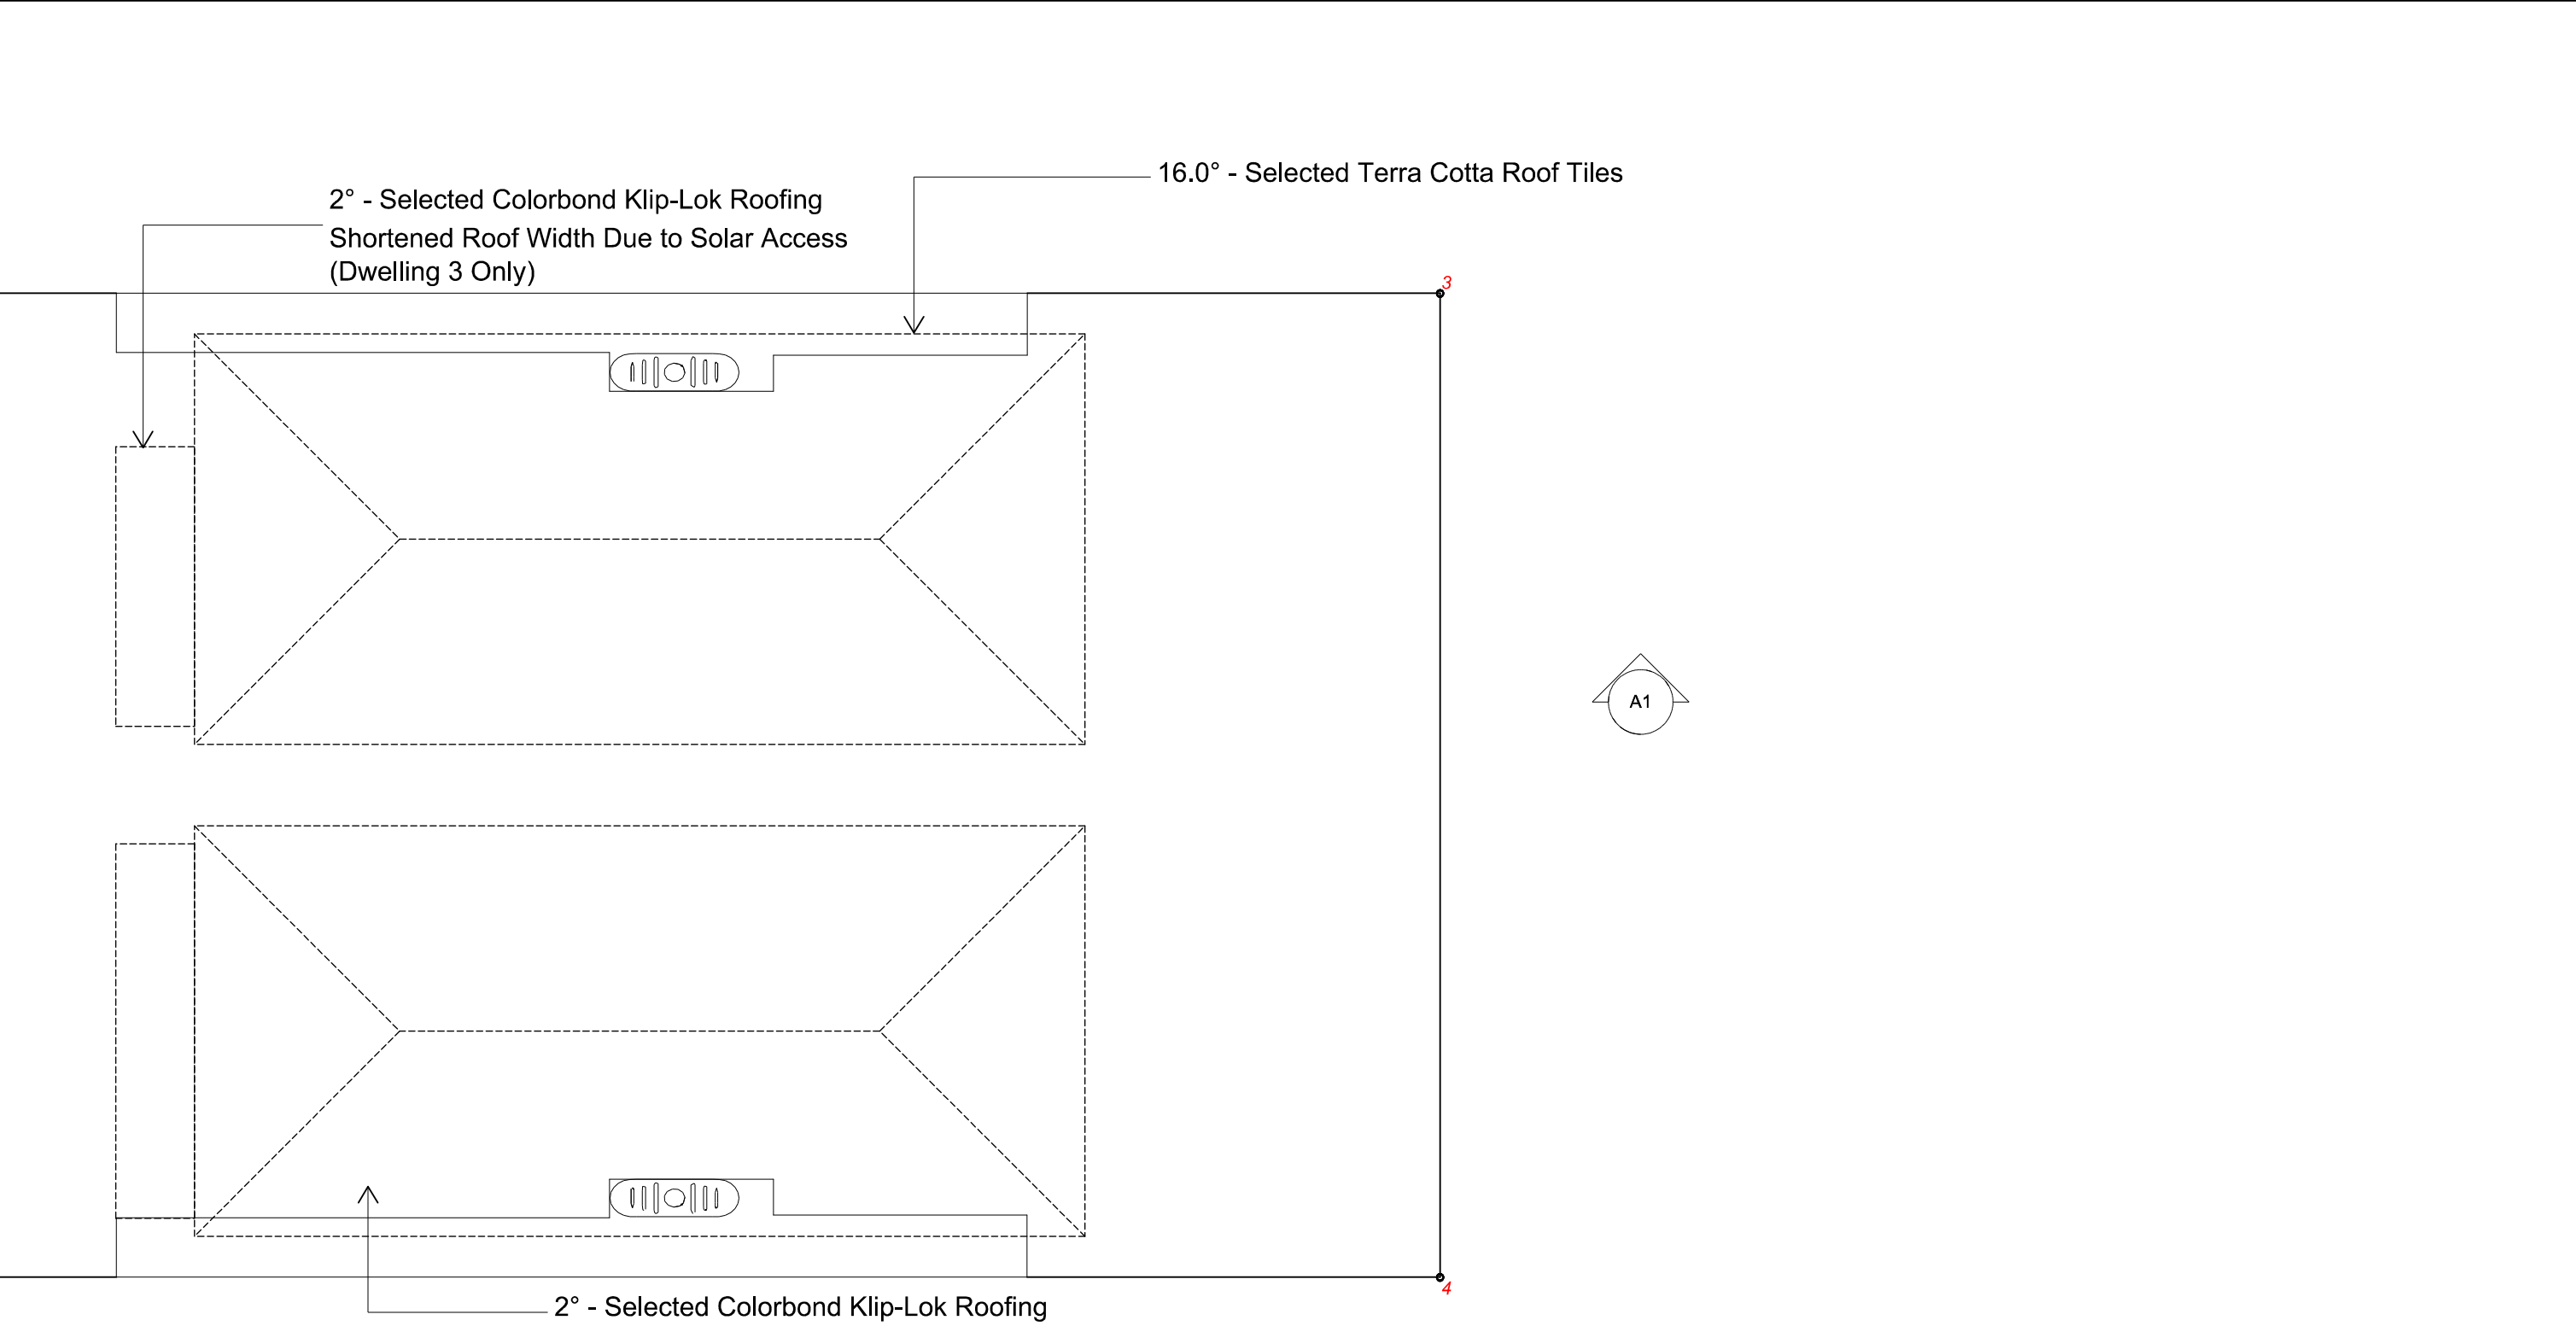 16.0° - Selected Terra Cotta Roof Tiles
2° - Selected Colorbond Klip-Lok Roofing
Shortened Roof Width Due to Solar Access
(Dwelling 3 Only)
3
A1
4
2° - Selected Colorbond Klip-Lok Roofing